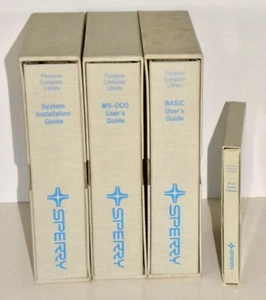 Personal
Computer
Library
System
Installation
Guide
SPERRY
Personal
Computer
Library
MS-DOS
User's
Guide
SPERRY
Personal
Computer
Library
BASIC
User's
Guide
SPERRY
SPERRY